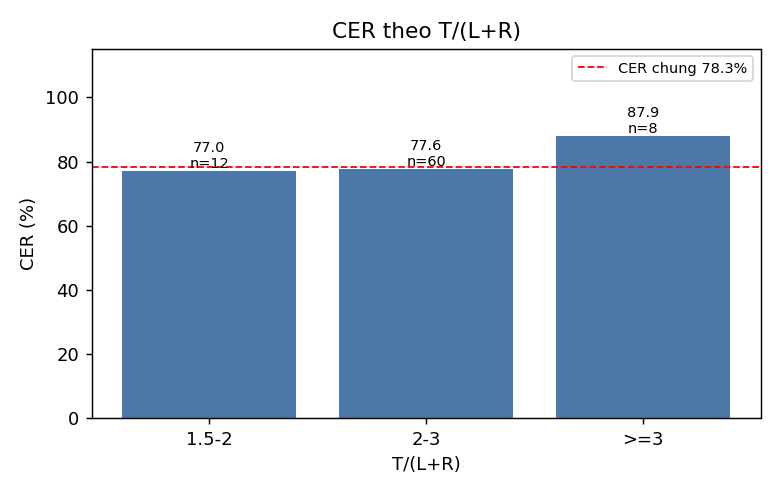 CER theo T/(L+R)
CER chung 78.3%
CER (%)
100
80
60
40
20
0
77.0
n=12
77.6
n=60
87.9
n=8
1.5-2
2-3
>=3
T/(L+R)